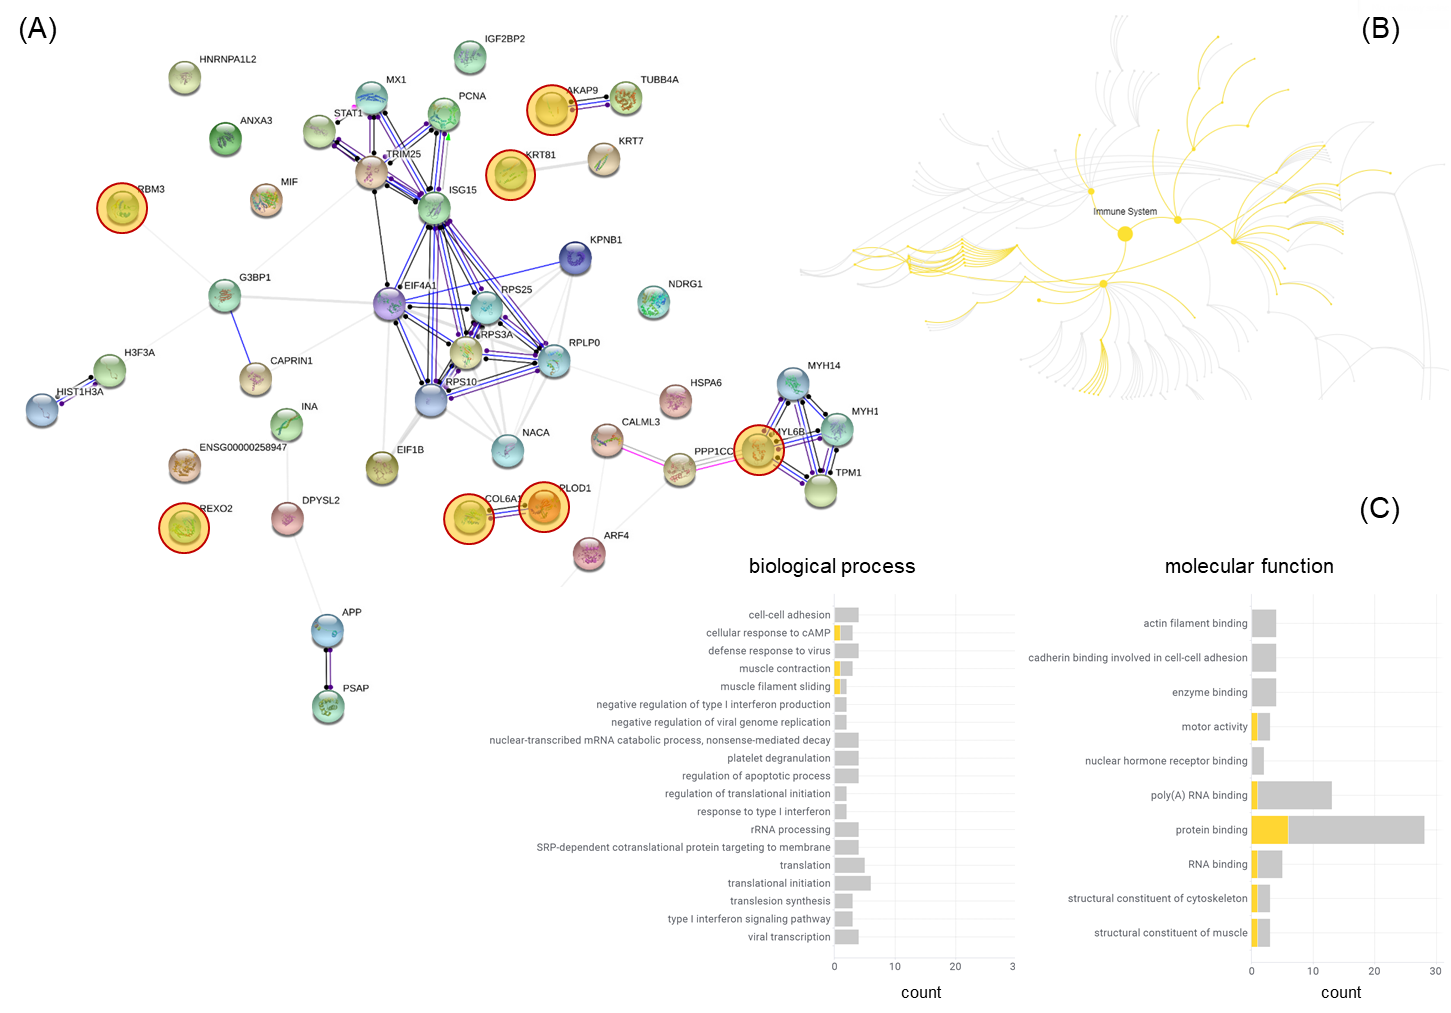 (A)
(B)
IGF2BP2
HNRNPA1L2
MX1
AKAP9
TUBB4A
PCNA
STAT1
ANXA3
KRT7
TRIM25
KRT81
MIF
RBM3
ISG15
Immune System
KPNB1
G3BP1
EIF4A1
RPS25
NDRG1
RPS3A
RPLP0
H3F3A
CAPRIN1
MYH14
RPS10
HSPA6
HIST1H3A
INA
CALML3
MYH1
NACA
MYL6B
ENSG00000258947
EIF1B
PPP1CC
TPM1
DPYSL2
COL6A1
PLOD1
REXO2
(C)
ARF4
APP
PSAP
biological process
cell-cell adhesion
cellular response to cAMP
defense response to virus
muscle contraction
muscle filament sliding
negative regulation of type I interferon production
negative regulation of viral genome replication
nuclear-transcribed mRNA catabolic process, nonsense-mediated decay
platelet degranulation
regulation of apoptotic process
regulation of translational initiation
response to type I interferon
rRNA processing
SRP-dependent cotranslational protein targeting to membrane
translation
translational initiation
translesion synthesis
type I interferon signaling pathway
viral transcription
0 10 20 3
count
molecular function
actin filament binding
cadherin binding involved in cell-cell adhesion
enzyme binding
motor activity
nuclear hormone receptor binding
poly(A) RNA binding
protein binding
RNA binding
structural constituent of cytoskeleton
structural constituent of muscle
0 10 20 30
count